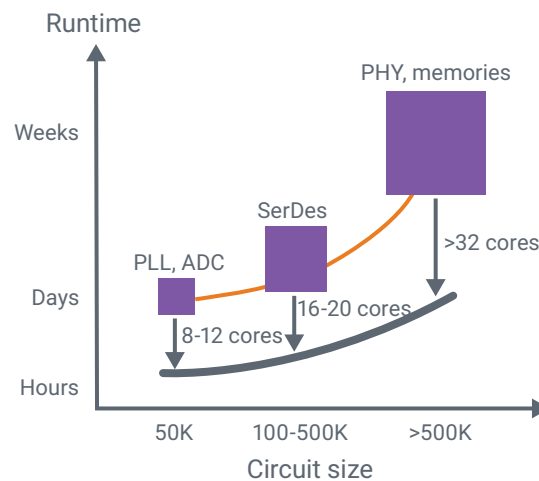 Runtime
PHY, memories
Weeks
SerDes
>32 cores
PLL, ADC
Days
16-20 cores
8-12 cores
Hours
50K
100-500K
>500K
Circuit size